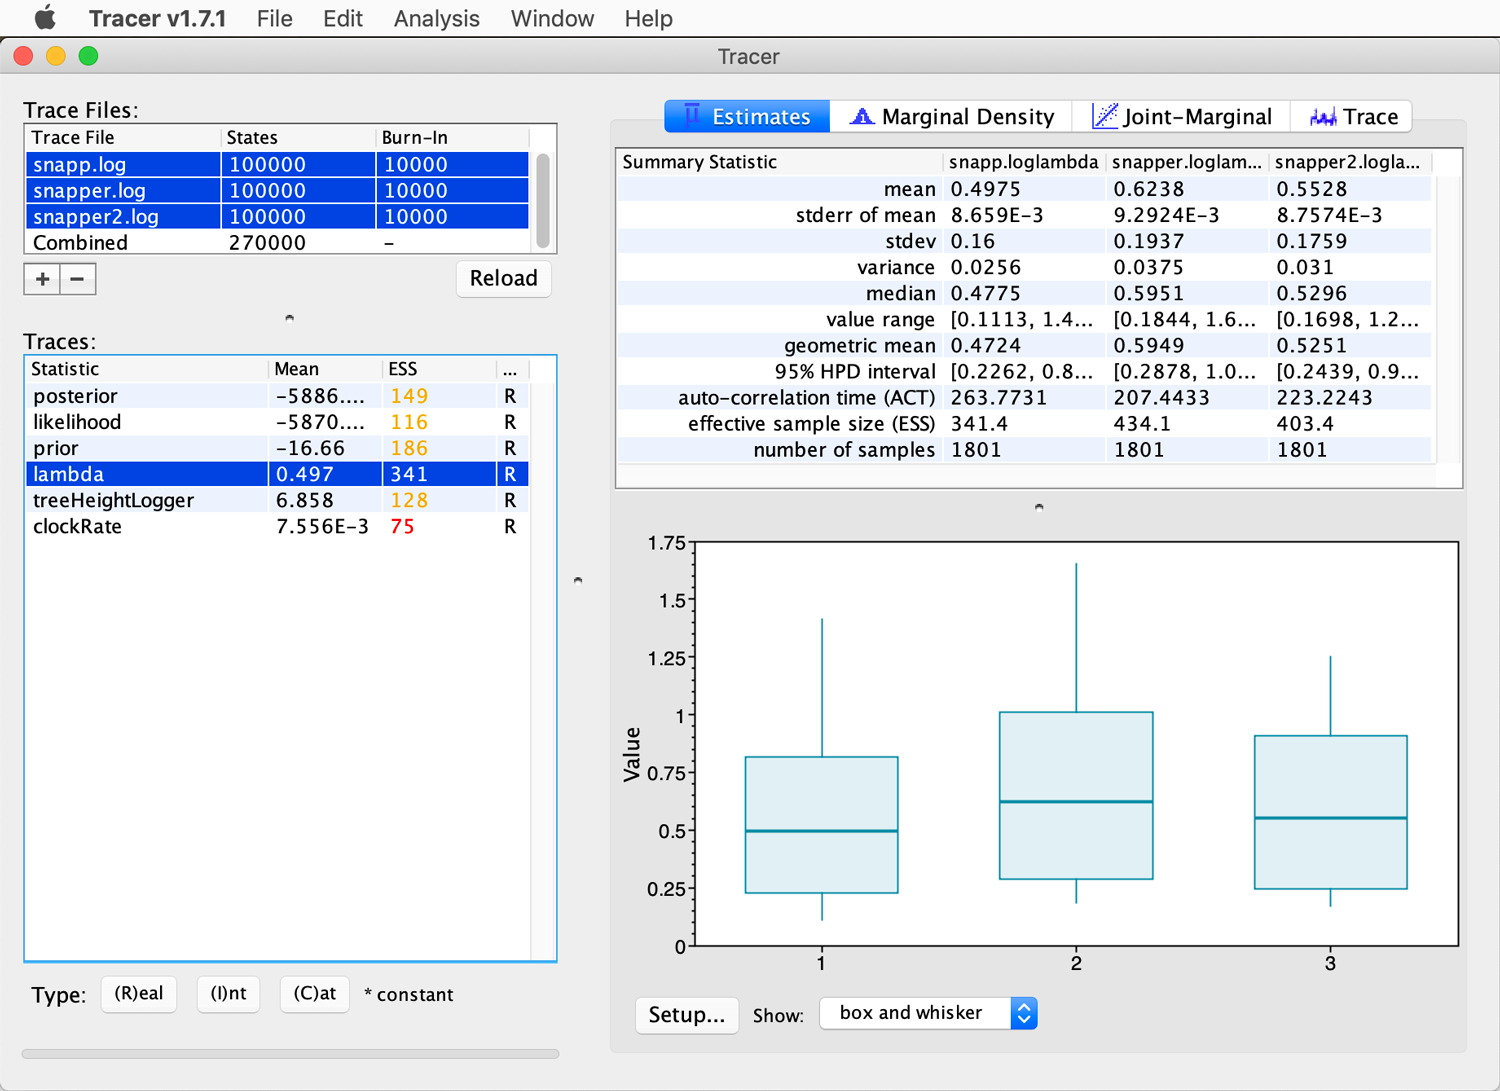 Tracer v1.7.1 File Edit Analysis Window Help
Tracer
Trace Files:
Trace File States Burn-In
snapp.log 100000 10000
snapper.log 100000 10000
snapper2.log 100000 10000
Combined 270000 -
+ -
Reload
Traces:
Statistic Mean ESS ...
posterior -5886.... 149 R
likelihood -5870.... 116 R
prior -16.66 186 R
lambda 0.497 341 R
treeHeightLogger 6.858 128 R
clockRate 7.556E-3 75 R
Type: (R)eal (I)nt (C)at * constant
Estimates Marginal Density Joint-Marginal Trace
Summary Statistic snapp.loglambda snapper.loglam... snapper2.logla...
mean 0.4975 0.6238 0.5528
stderr of mean 8.659E-3 9.2924E-3 8.7574E-3
stdev 0.16 0.1937 0.1759
variance 0.0256 0.0375 0.031
median 0.4775 0.5951 0.5296
value range [0.1113, 1.4... [0.1844, 1.6... [0.1698, 1.2...
geometric mean 0.4724 0.5949 0.5251
95% HPD interval [0.2262, 0.8... [0.2878, 1.0... [0.2439, 0.9...
auto-correlation time (ACT) 263.7731 207.4433 223.2243
effective sample size (ESS) 341.4 434.1 403.4
number of samples 1801 1801 1801
1.75
1.5
1.25
1
Value
0.75
0.5
0.25
0
1 2 3
Setup... Show: box and whisker